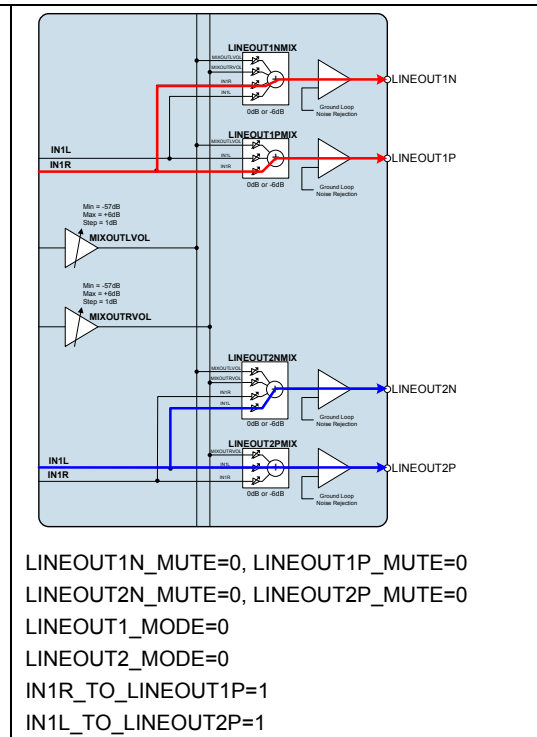 LINEOUT1NMIX
MIXOUTLVOL
MIXOUTRVOL
IN1R
IN1L
LINEOUT1N
0dB or -6dB
Ground Loop
Noise Rejection
LINEOUT1PMIX
MIXOUTLVOL
IN1L
IN1R
IN1L
IN1R
LINEOUT1P
0dB or -6dB
Ground Loop
Noise Rejection
Min = -57dB
Max = +6dB
Step = 1dB
MIXOUTLVOL
Min = -57dB
Max = +6dB
Step = 1dB
MIXOUTRVOL
LINEOUT2NMIX
MIXOUTLVOL
MIXOUTRVOL
IN1R
IN1L
LINEOUT2N
0dB or -6dB
Ground Loop
Noise Rejection
LINEOUT2PMIX
MIXOUTRVOL
IN1L
IN1R
IN1L
IN1R
LINEOUT2P
0dB or -6dB
Ground Loop
Noise Rejection
LINEOUT1N_MUTE=0, LINEOUT1P_MUTE=0
LINEOUT2N_MUTE=0, LINEOUT2P_MUTE=0
LINEOUT1_MODE=0
LINEOUT2_MODE=0
IN1R_TO_LINEOUT1P=1
IN1L_TO_LINEOUT2P=1